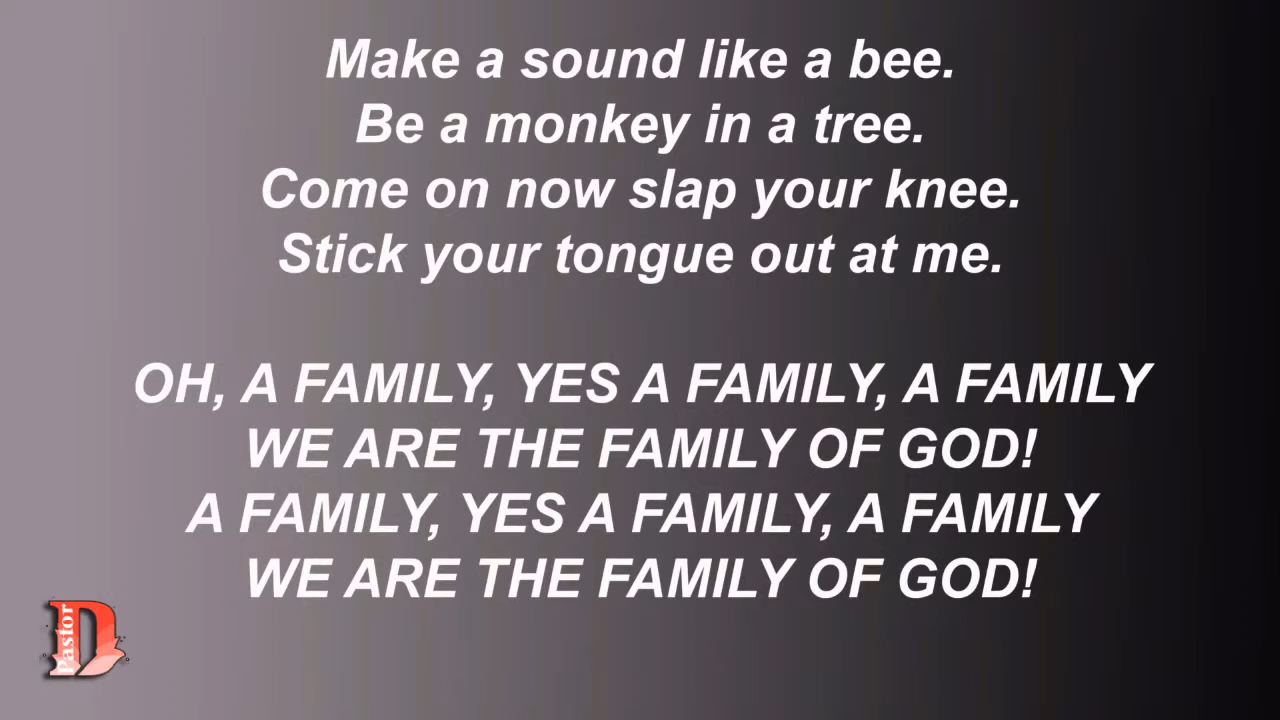 Make a sound like a bee.
Be a monkey in a tree.
Come on now slap your knee.
Stick your tongue out at me.
OH, A FAMILY, YES A FAMILY, A FAMILY
WE ARE THE FAMILY OF GOD!
A FAMILY, YES A FAMILY, A FAMILY
WE ARE THE FAMILY OF GOD!
Pastor D